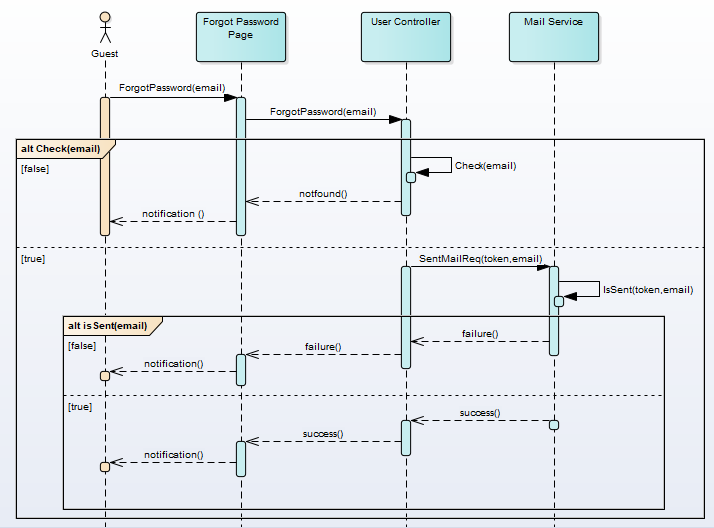 Forgot Password
Page
User Controller
Mail Service
Guest
ForgotPassword(email)
ForgotPassword(email)
alt Check(email)
[false]
Check(email)
notfound()
notification ()
[true]
SentMailReq(token,email)
IsSent(token,email)
alt isSent(email)
[false]
failure()
failure()
notification()
[true]
success()
success()
notification()